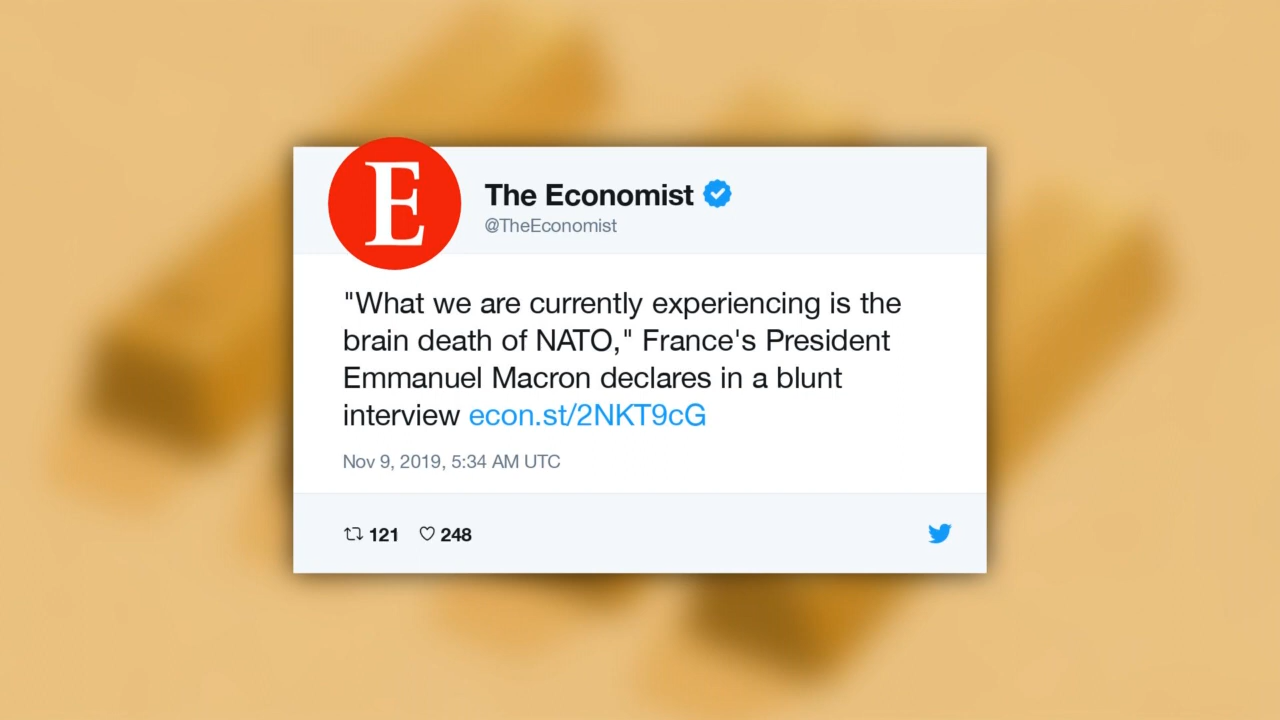 E
The Economist
@TheEconomist
"What we are currently experiencing is the
brain death of NATO," France's President
Emmanuel Macron declares in a blunt
interview econ.st/2NKT9cG
Nov 9, 2019, 5:34 AM UTC
121 248